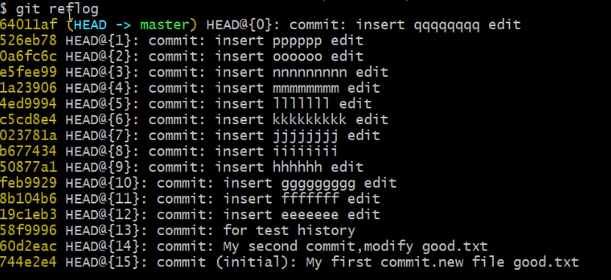 $ git reflog
64011af (HEAD -> master) HEAD@{0}: commit: insert qqqqqqqq edit
526eb78 HEAD@{1}: commit: insert pppppp edit
0a6fc6c HEAD@{2}: commit: insert oooooo edit
e5fee99 HEAD@{3}: commit: insert nnnnnnnnn edit
1a23906 HEAD@{4}: commit: insert mmmmmmmmm edit
4ed9994 HEAD@{5}: commit: insert lllllll edit
c5cd8e4 HEAD@{6}: commit: insert kkkkkkkkk edit
023781a HEAD@{7}: commit: insert jjjjjjjj edit
b677434 HEAD@{8}: commit: insert iiiiiiii
50877a1 HEAD@{9}: commit: insert hhhhhh edit
feb9929 HEAD@{10}: commit: insert ggggggggg edit
8b104b6 HEAD@{11}: commit: insert fffffff edit
19c1eb3 HEAD@{12}: commit: insert eeeeeee edit
58f9996 HEAD@{13}: commit: for test history
60d2eac HEAD@{14}: commit: My second commit,modify good.txt
744e2e4 HEAD@{15}: commit (initial): My first commit.new file good.txt